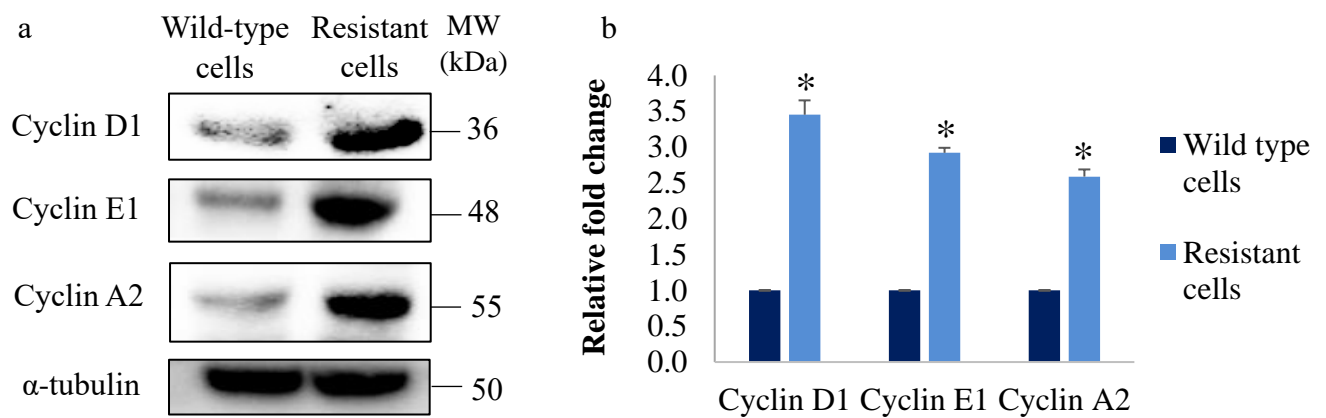 a
Wild-type Resistant MW
cells cells (kDa)
Cyclin D1 36
Cyclin E1 48
Cyclin A2 55
α-tubulin 50
b
Relative fold change
4.0
3.5
3.0
2.5
2.0
1.5
1.0
0.5
0.0
* * *
Cyclin D1 Cyclin E1 Cyclin A2
Wild type
cells
Resistant
cells